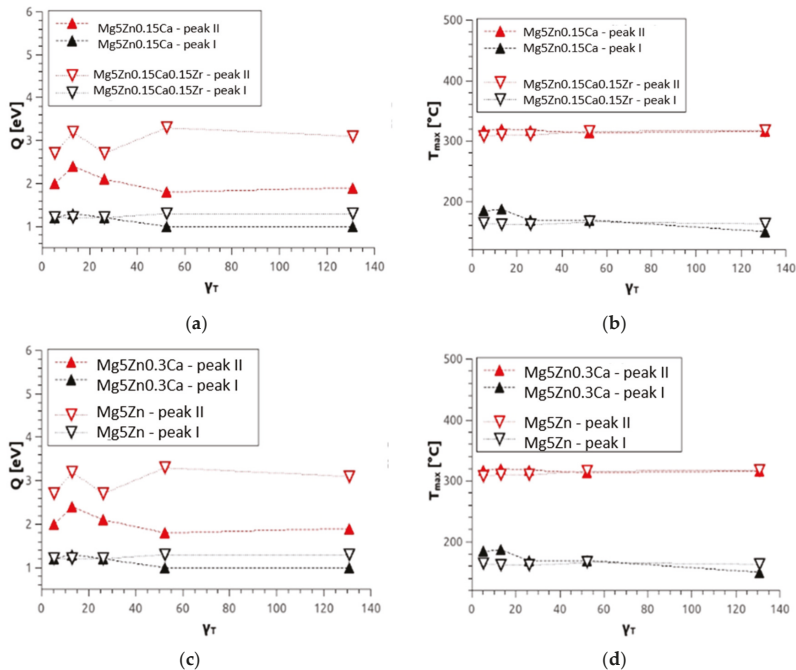 Mg5Zn0.15Ca - peak II
Mg5Zn0.15Ca - peak I
Mg5Zn0.15Ca0.15Zr - peak II
Mg5Zn0.15Ca0.15Zr - peak I
6
5
4
3
2
1
Q [eV]
0 20 40 60 80 100 120 140
γT
(a)
Mg5Zn0.15Ca - peak II
Mg5Zn0.15Ca - peak I
Mg5Zn0.15Ca0.15Zr - peak II
Mg5Zn0.15Ca0.15Zr - peak I
500
400
300
200
Tmax [°C]
0 20 40 60 80 100 120 140
γT
(b)
Mg5Zn0.3Ca - peak II
Mg5Zn0.3Ca - peak I
Mg5Zn - peak II
Mg5Zn - peak I
6
5
4
3
2
1
Q [eV]
0 20 40 60 80 100 120 140
γT
(c)
Mg5Zn0.3Ca - peak II
Mg5Zn0.3Ca - peak I
Mg5Zn - peak II
Mg5Zn - peak I
500
400
300
200
Tmax [°C]
0 20 40 60 80 100 120 140
γT
(d)